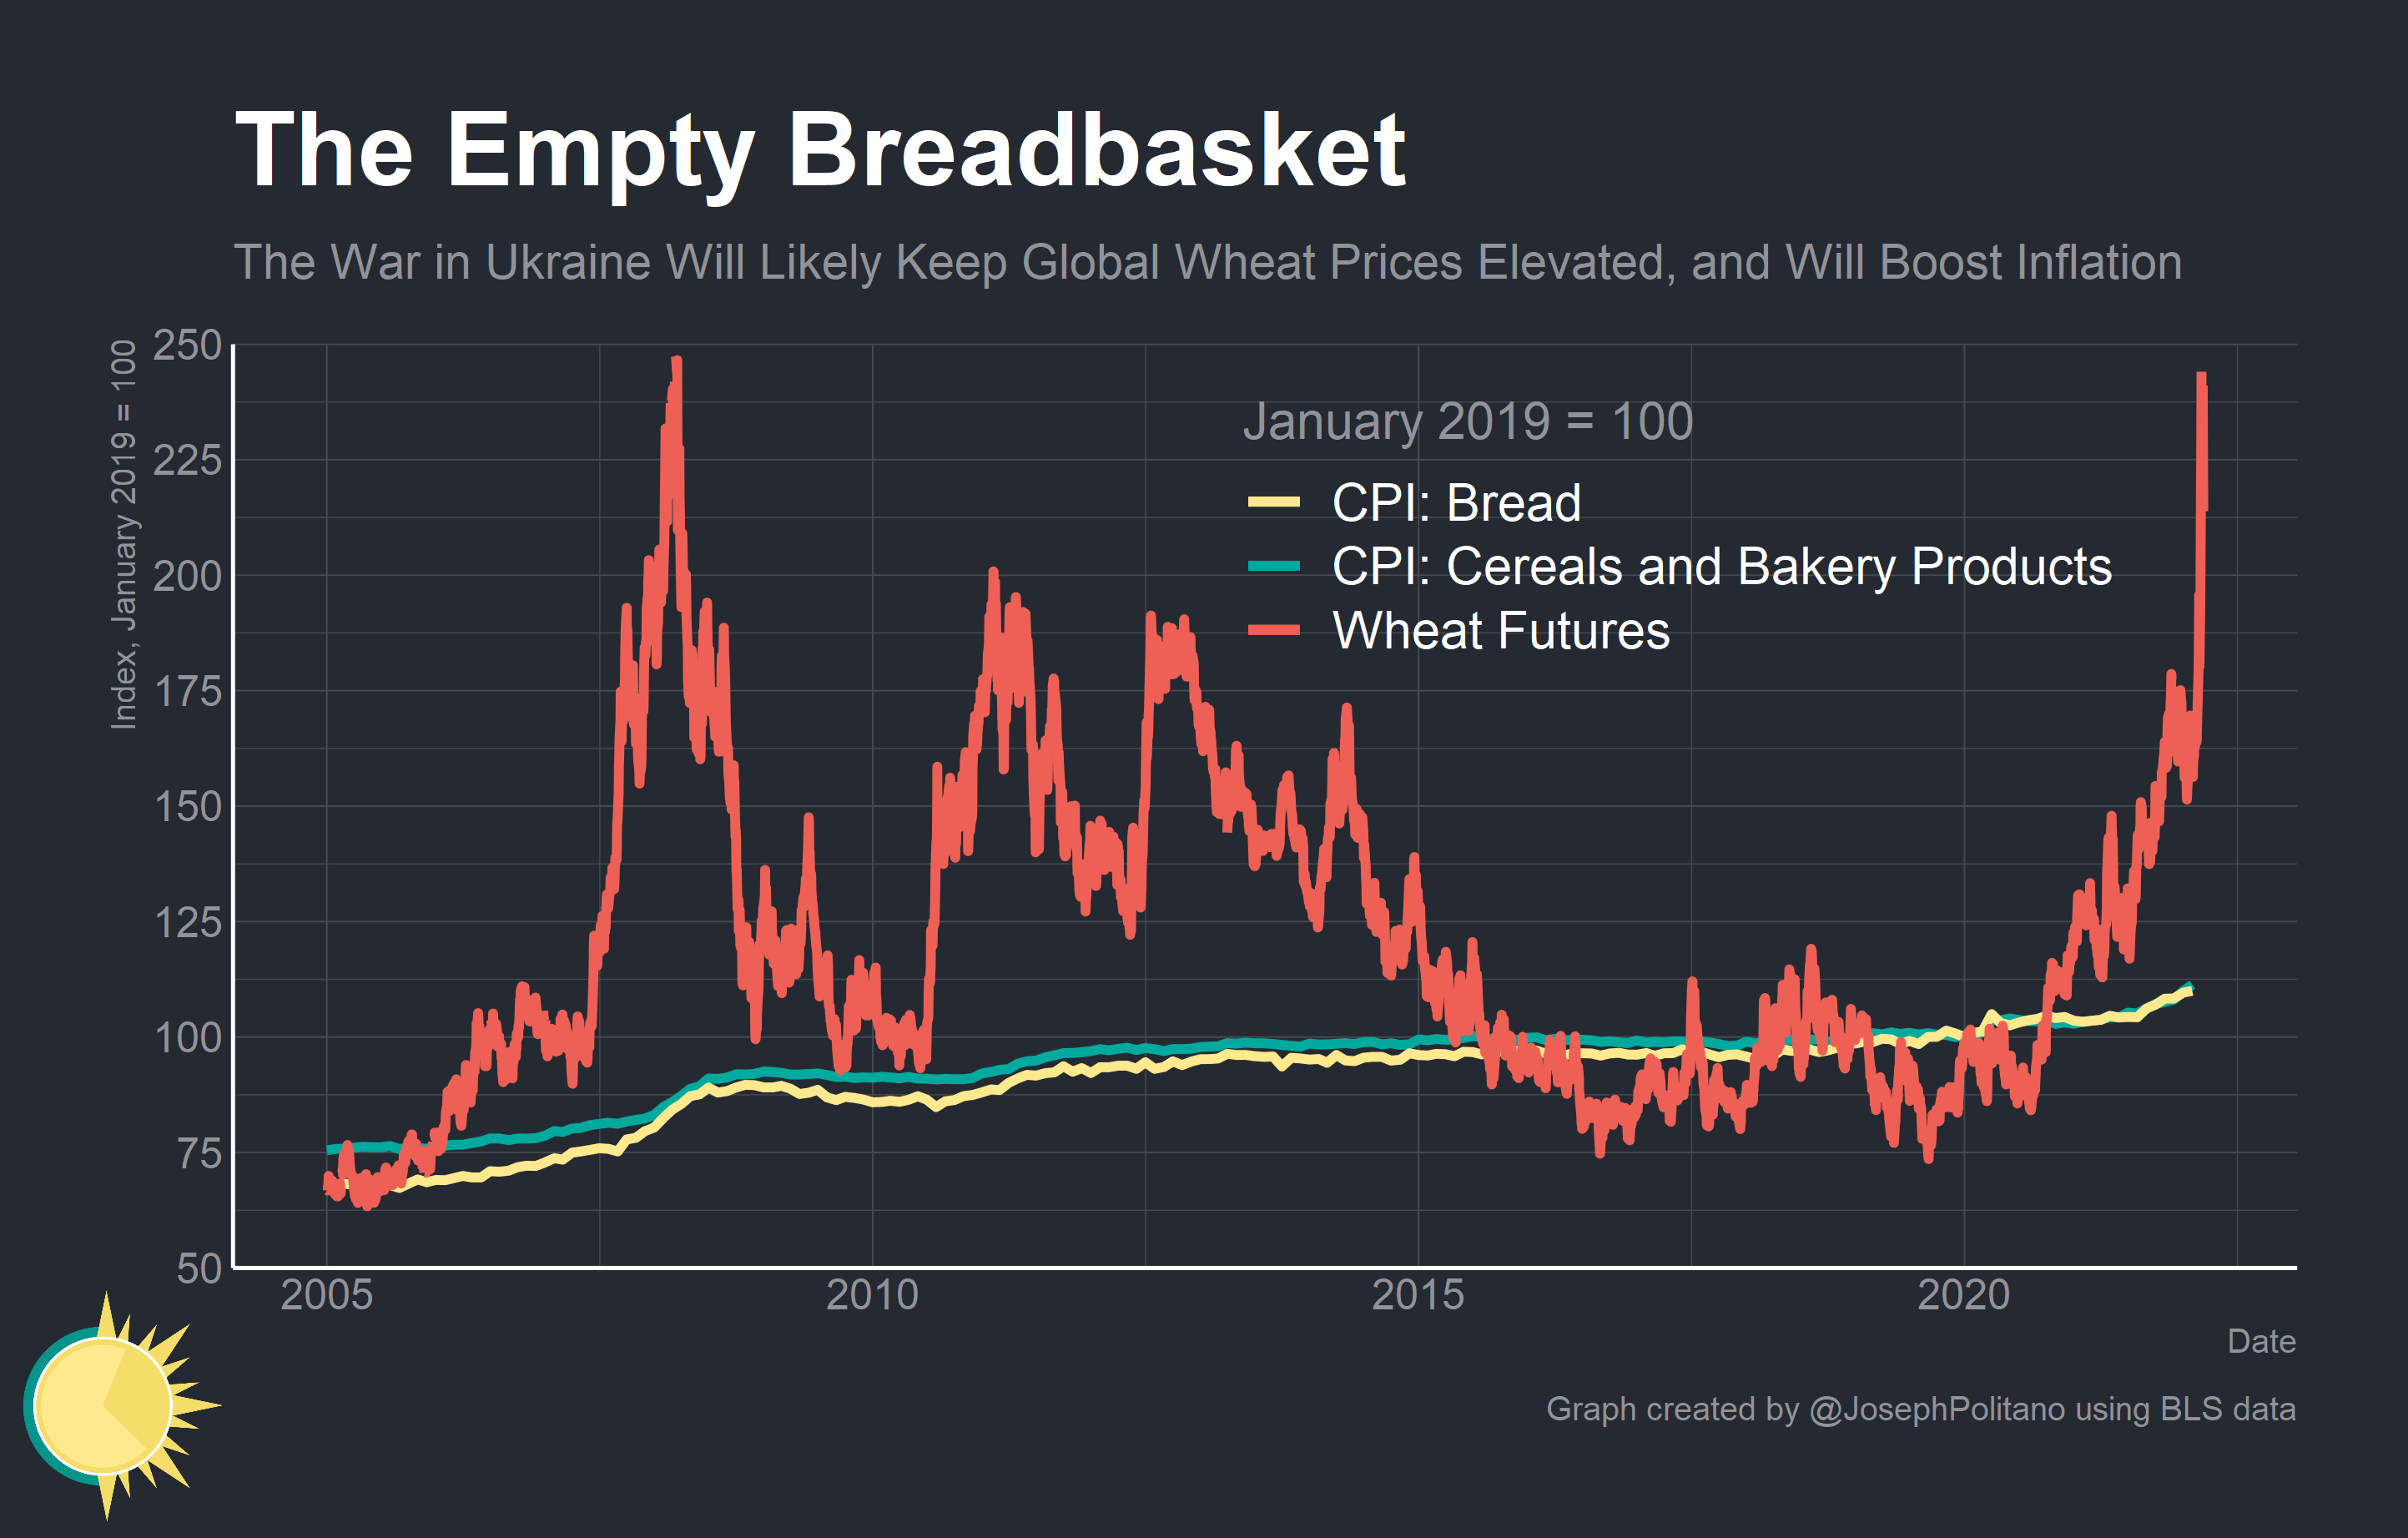 The Empty Breadbasket
The War in Ukraine Will Likely Keep Global Wheat Prices Elevated, and Will Boost Inflation
Index, January 2019 = 100
250
225
200
175
150
125
100
75
50
January 2019 = 100
CPI: Bread
CPI: Cereals and Bakery Products
Wheat Futures
2005 2010 2015 2020
Date
Graph created by @JosephPolitano using BLS data